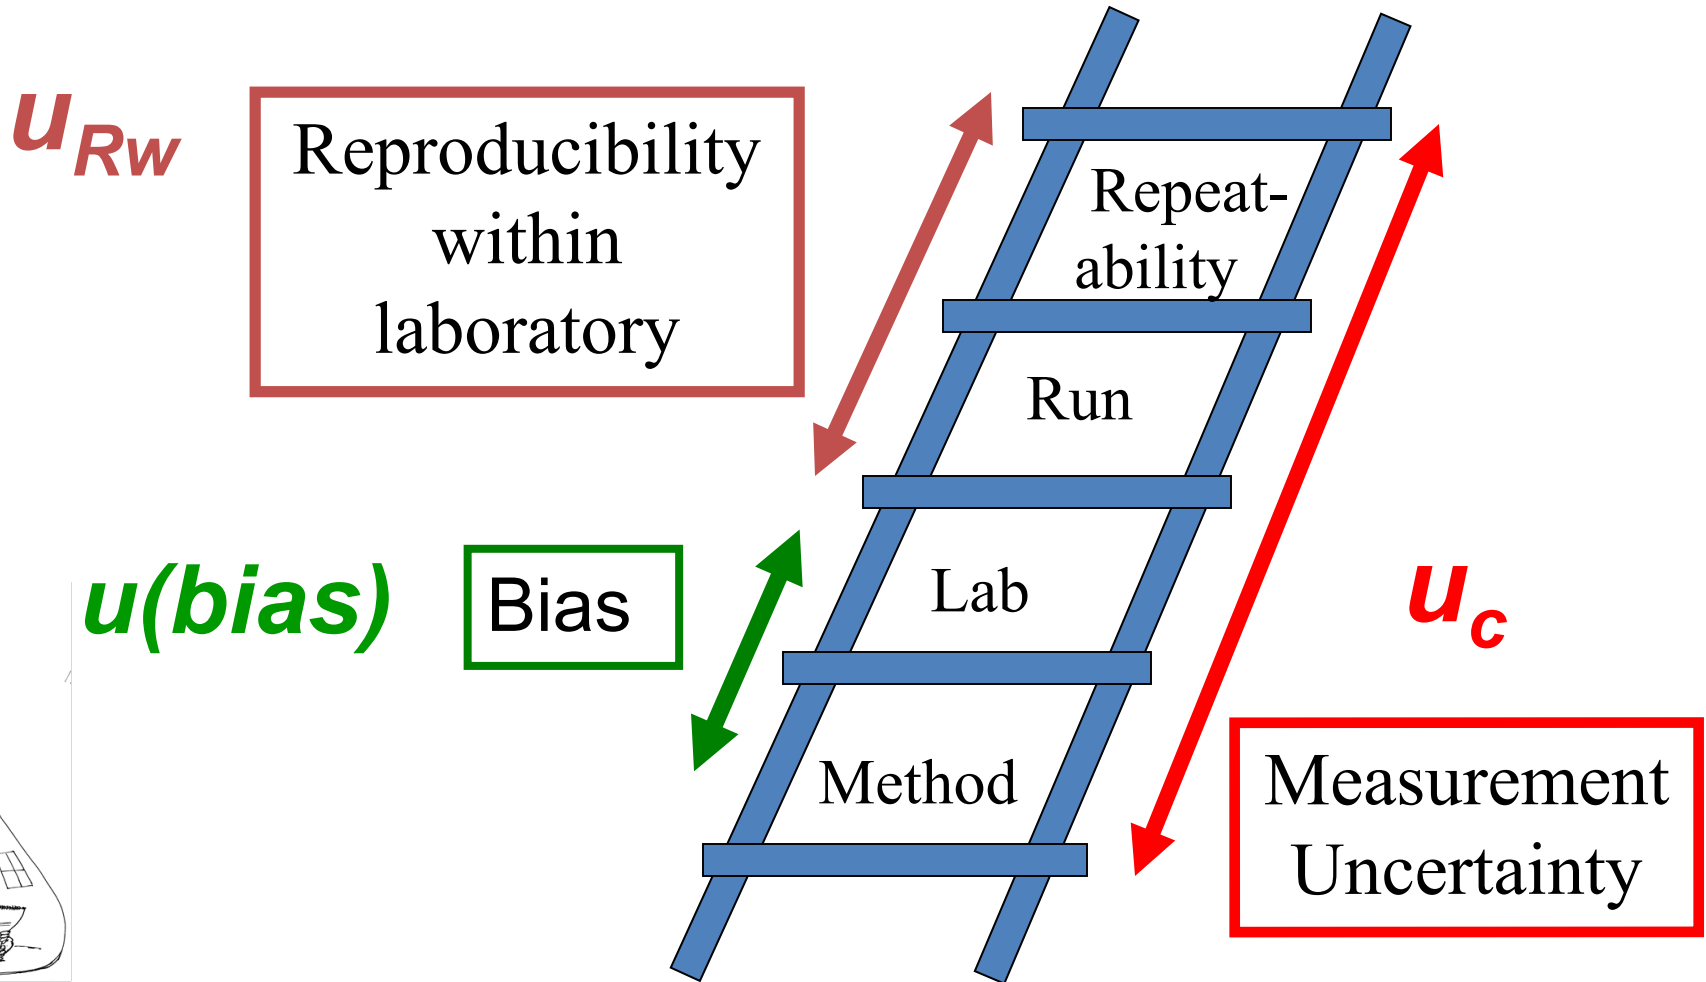 u_Rw
Reproducibility
within
laboratory
Repeat-
ability
Run
u(bias)
Bias
Lab
u_c
Method
Measurement
Uncertainty